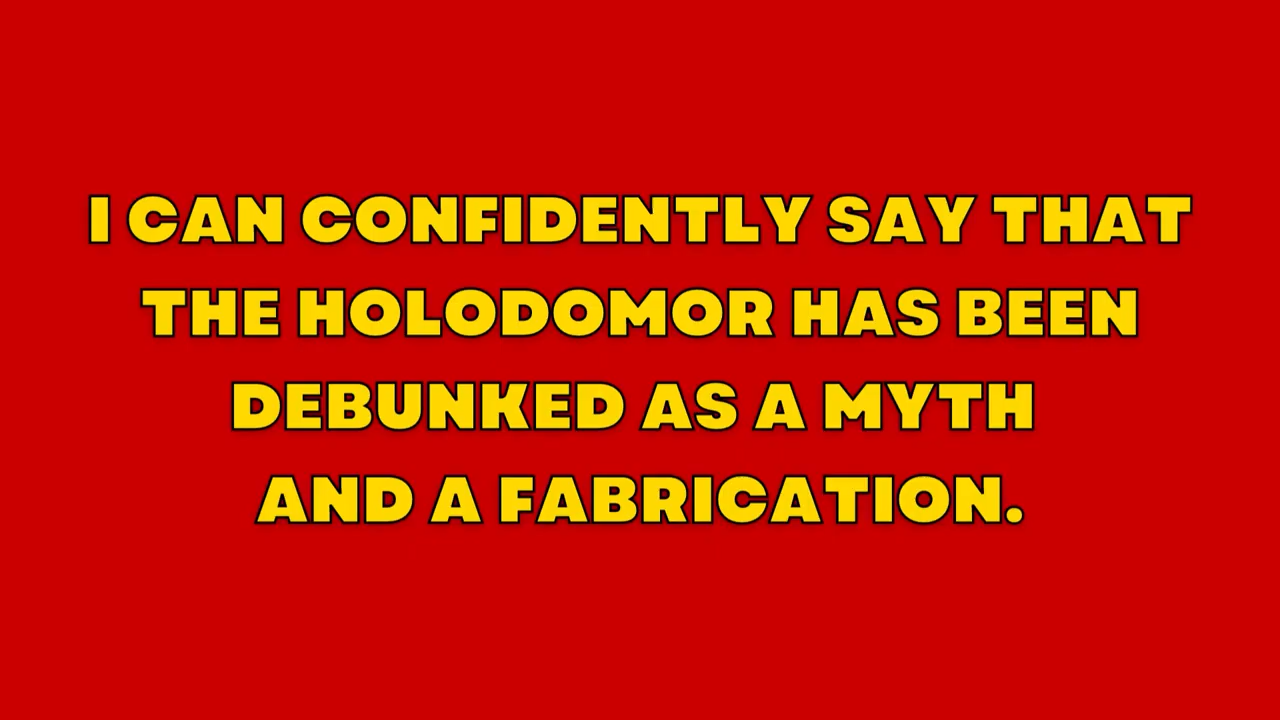 I CAN CONFIDENTLY SAY THAT
THE HOLODOMOR HAS BEEN
DEBUNKED AS A MYTH
AND A FABRICATION.